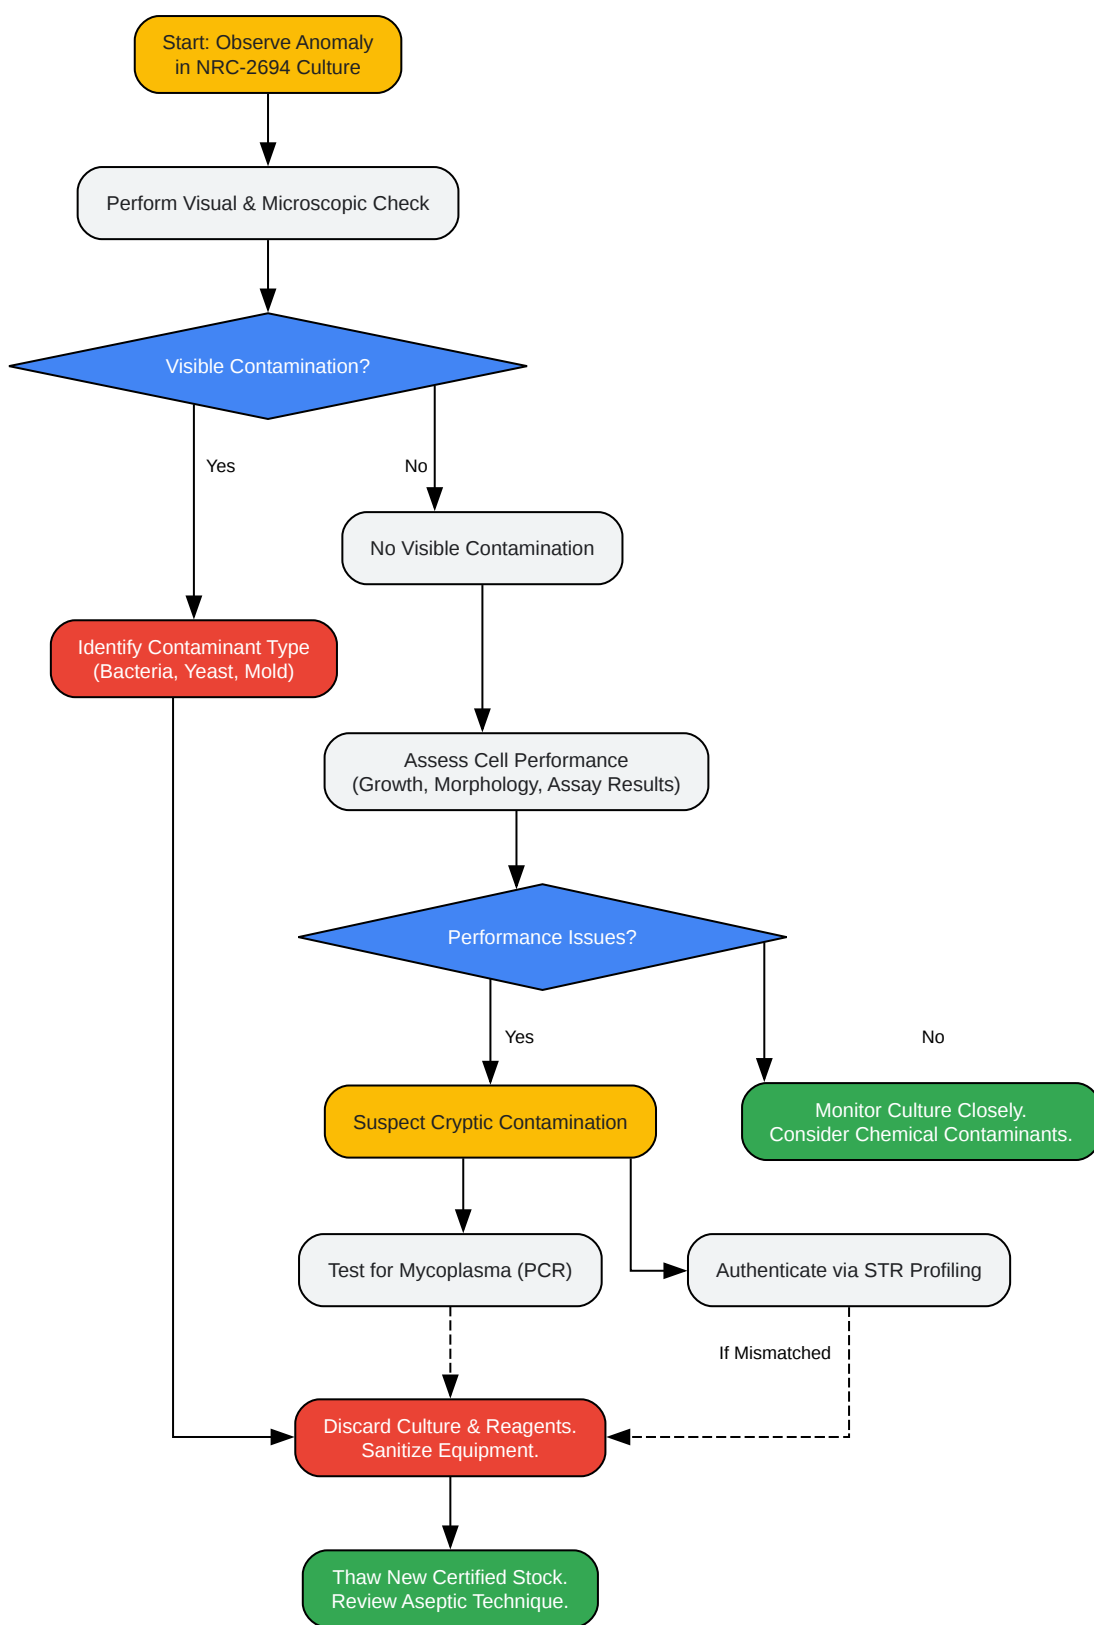 Start: Observe Anomaly
in NRC-2694 Culture
Perform Visual & Microscopic Check
Visible Contamination?
Yes
No
No Visible Contamination
Identify Contaminant Type
(Bacteria, Yeast, Mold)
Assess Cell Performance
(Growth, Morphology, Assay Results)
Performance Issues?
Yes
No
Suspect Cryptic Contamination
Monitor Culture Closely.
Consider Chemical Contaminants.
Test for Mycoplasma (PCR)
Authenticate via STR Profiling
If Mismatched
Discard Culture & Reagents.
Sanitize Equipment.
Thaw New Certified Stock.
Review Aseptic Technique.